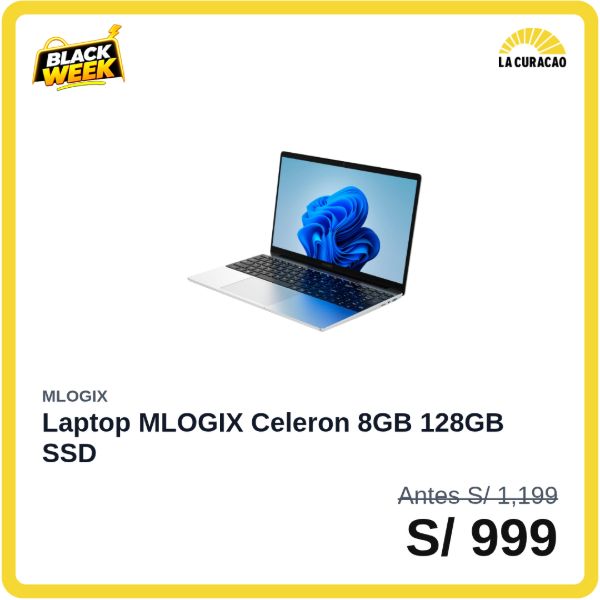 BLACK
WEEK
LA CURACAO
MLOGIX
Laptop MLOGIX Celeron 8GB 128GB
SSD
Antes S/ 1,199
S/ 999